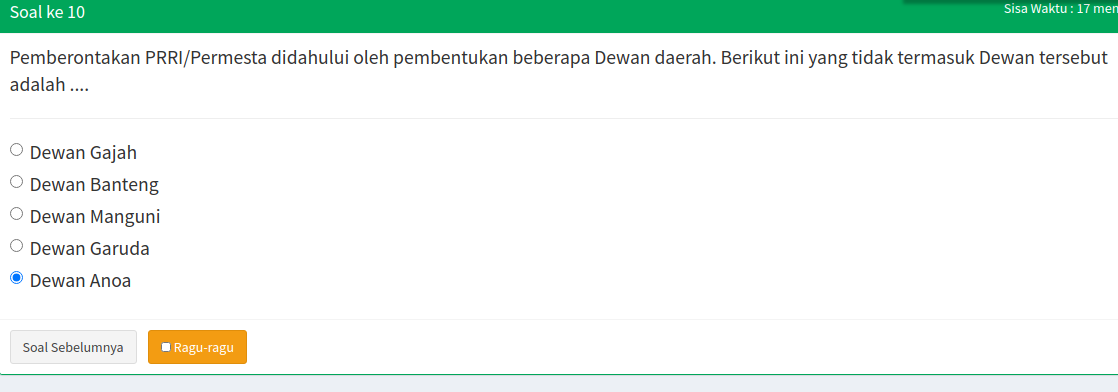 Soal ke 10
Sisa Waktu : 17 men
Pemberontakan PRRI/Permesta didahului oleh pembentukan beberapa Dewan daerah. Berikut ini yang tidak termasuk Dewan tersebut
adalah ....
Dewan Gajah
Dewan Banteng
Dewan Manguni
Dewan Garuda
Dewan Anoa
Soal Sebelumnya
Ragu-ragu